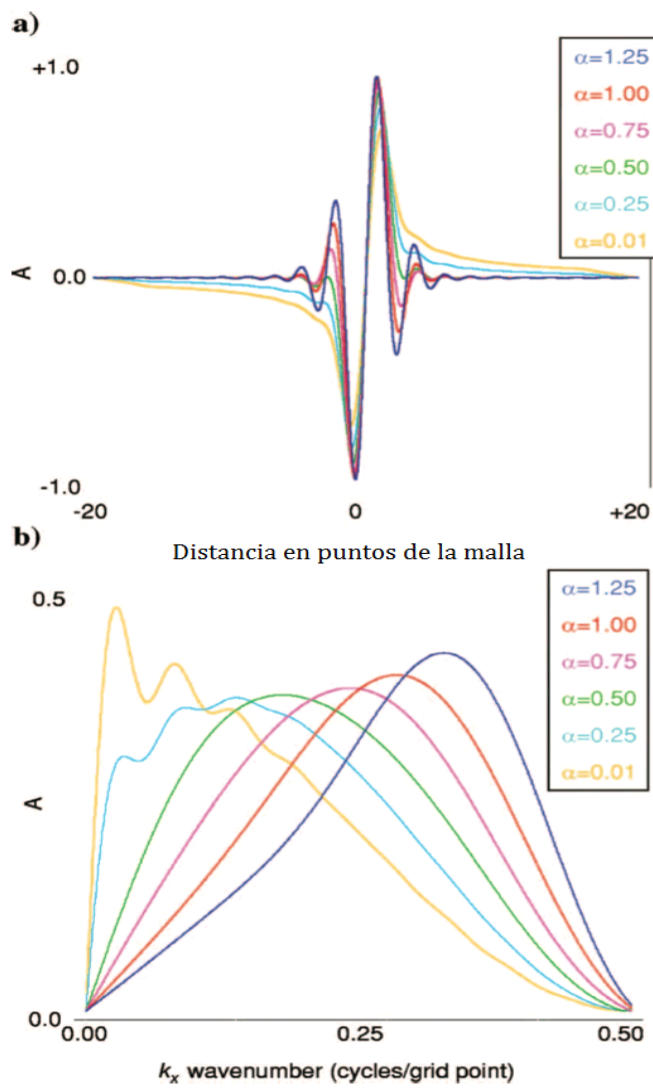 a)
+1.0
α=1.25
α=1.00
α=0.75
α=0.50
α=0.25
α=0.01
A
0.0
-1.0
-20
0
+20
Distancia en puntos de la malla
b)
0.5
α=1.25
α=1.00
α=0.75
α=0.50
α=0.25
α=0.01
A
0.0
0.00
0.25
0.50
kx wavenumber (cycles/grid point)